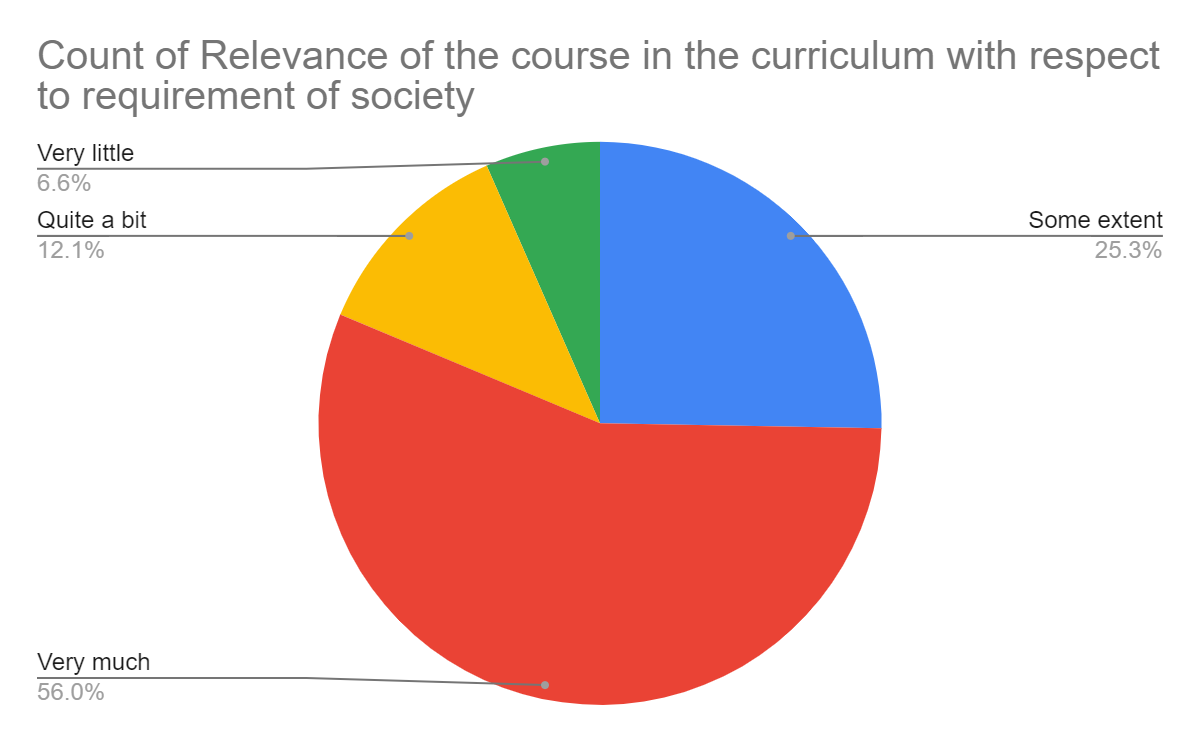 Count of Relevance of the course in the curriculum with respect
to requirement of society
Very little
6.6%
Quite a bit
12.1%
Some extent
25.3%
Very much
56.0%